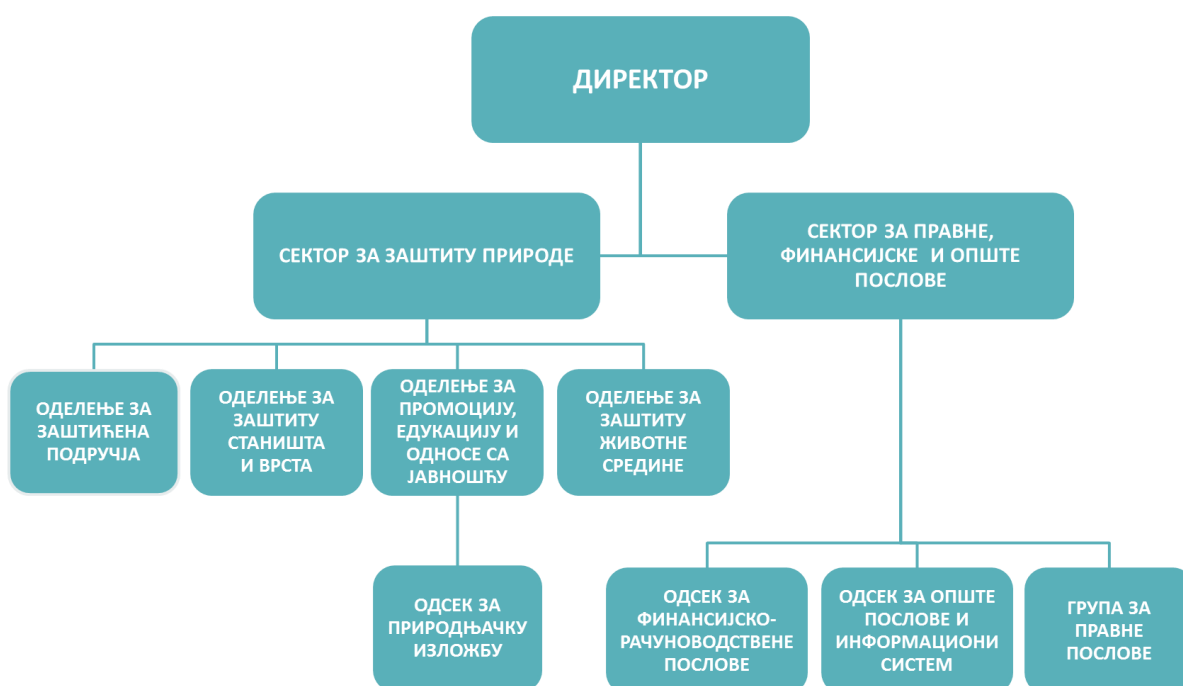 ДИРЕКТОР
СЕКТОР ЗА ЗАШТИТУ ПРИРОДЕ
СЕКТОР ЗА ПРАВНЕ,
ФИНАНСИЈСКЕ И ОПШТЕ
ПОСЛОВЕ
ОДЕЛЕЊЕ ЗА
ЗАШТИЋЕНА
ПОДРУЧЈА
ОДЕЛЕЊЕ ЗА
ЗАШТИТУ
СТАНИШТА
И ВРСТА
ОДЕЛЕЊЕ ЗА
ПРОМОЦИЈУ,
ЕДУКАЦИЈУ И
ОДНОСЕ СА
ЈАВНОШЋУ
ОДЕЛЕЊЕ ЗА
ЗАШТИТУ
ЖИВОТНЕ
СРЕДИНЕ
ОДСЕК ЗА
ПРИРОДЊАЧКУ
ИЗЛОЖБУ
ОДСЕК ЗА
ФИНАНСИЈСКО-
РАЧУНОВОДСТВЕНЕ
ПОСЛОВЕ
ОДСЕК ЗА ОПШТЕ
ПОСЛОВЕ И
ИНФОРМАЦИОНИ
СИСТЕМ
ГРУПА ЗА
ПРАВНЕ
ПОСЛОВЕ